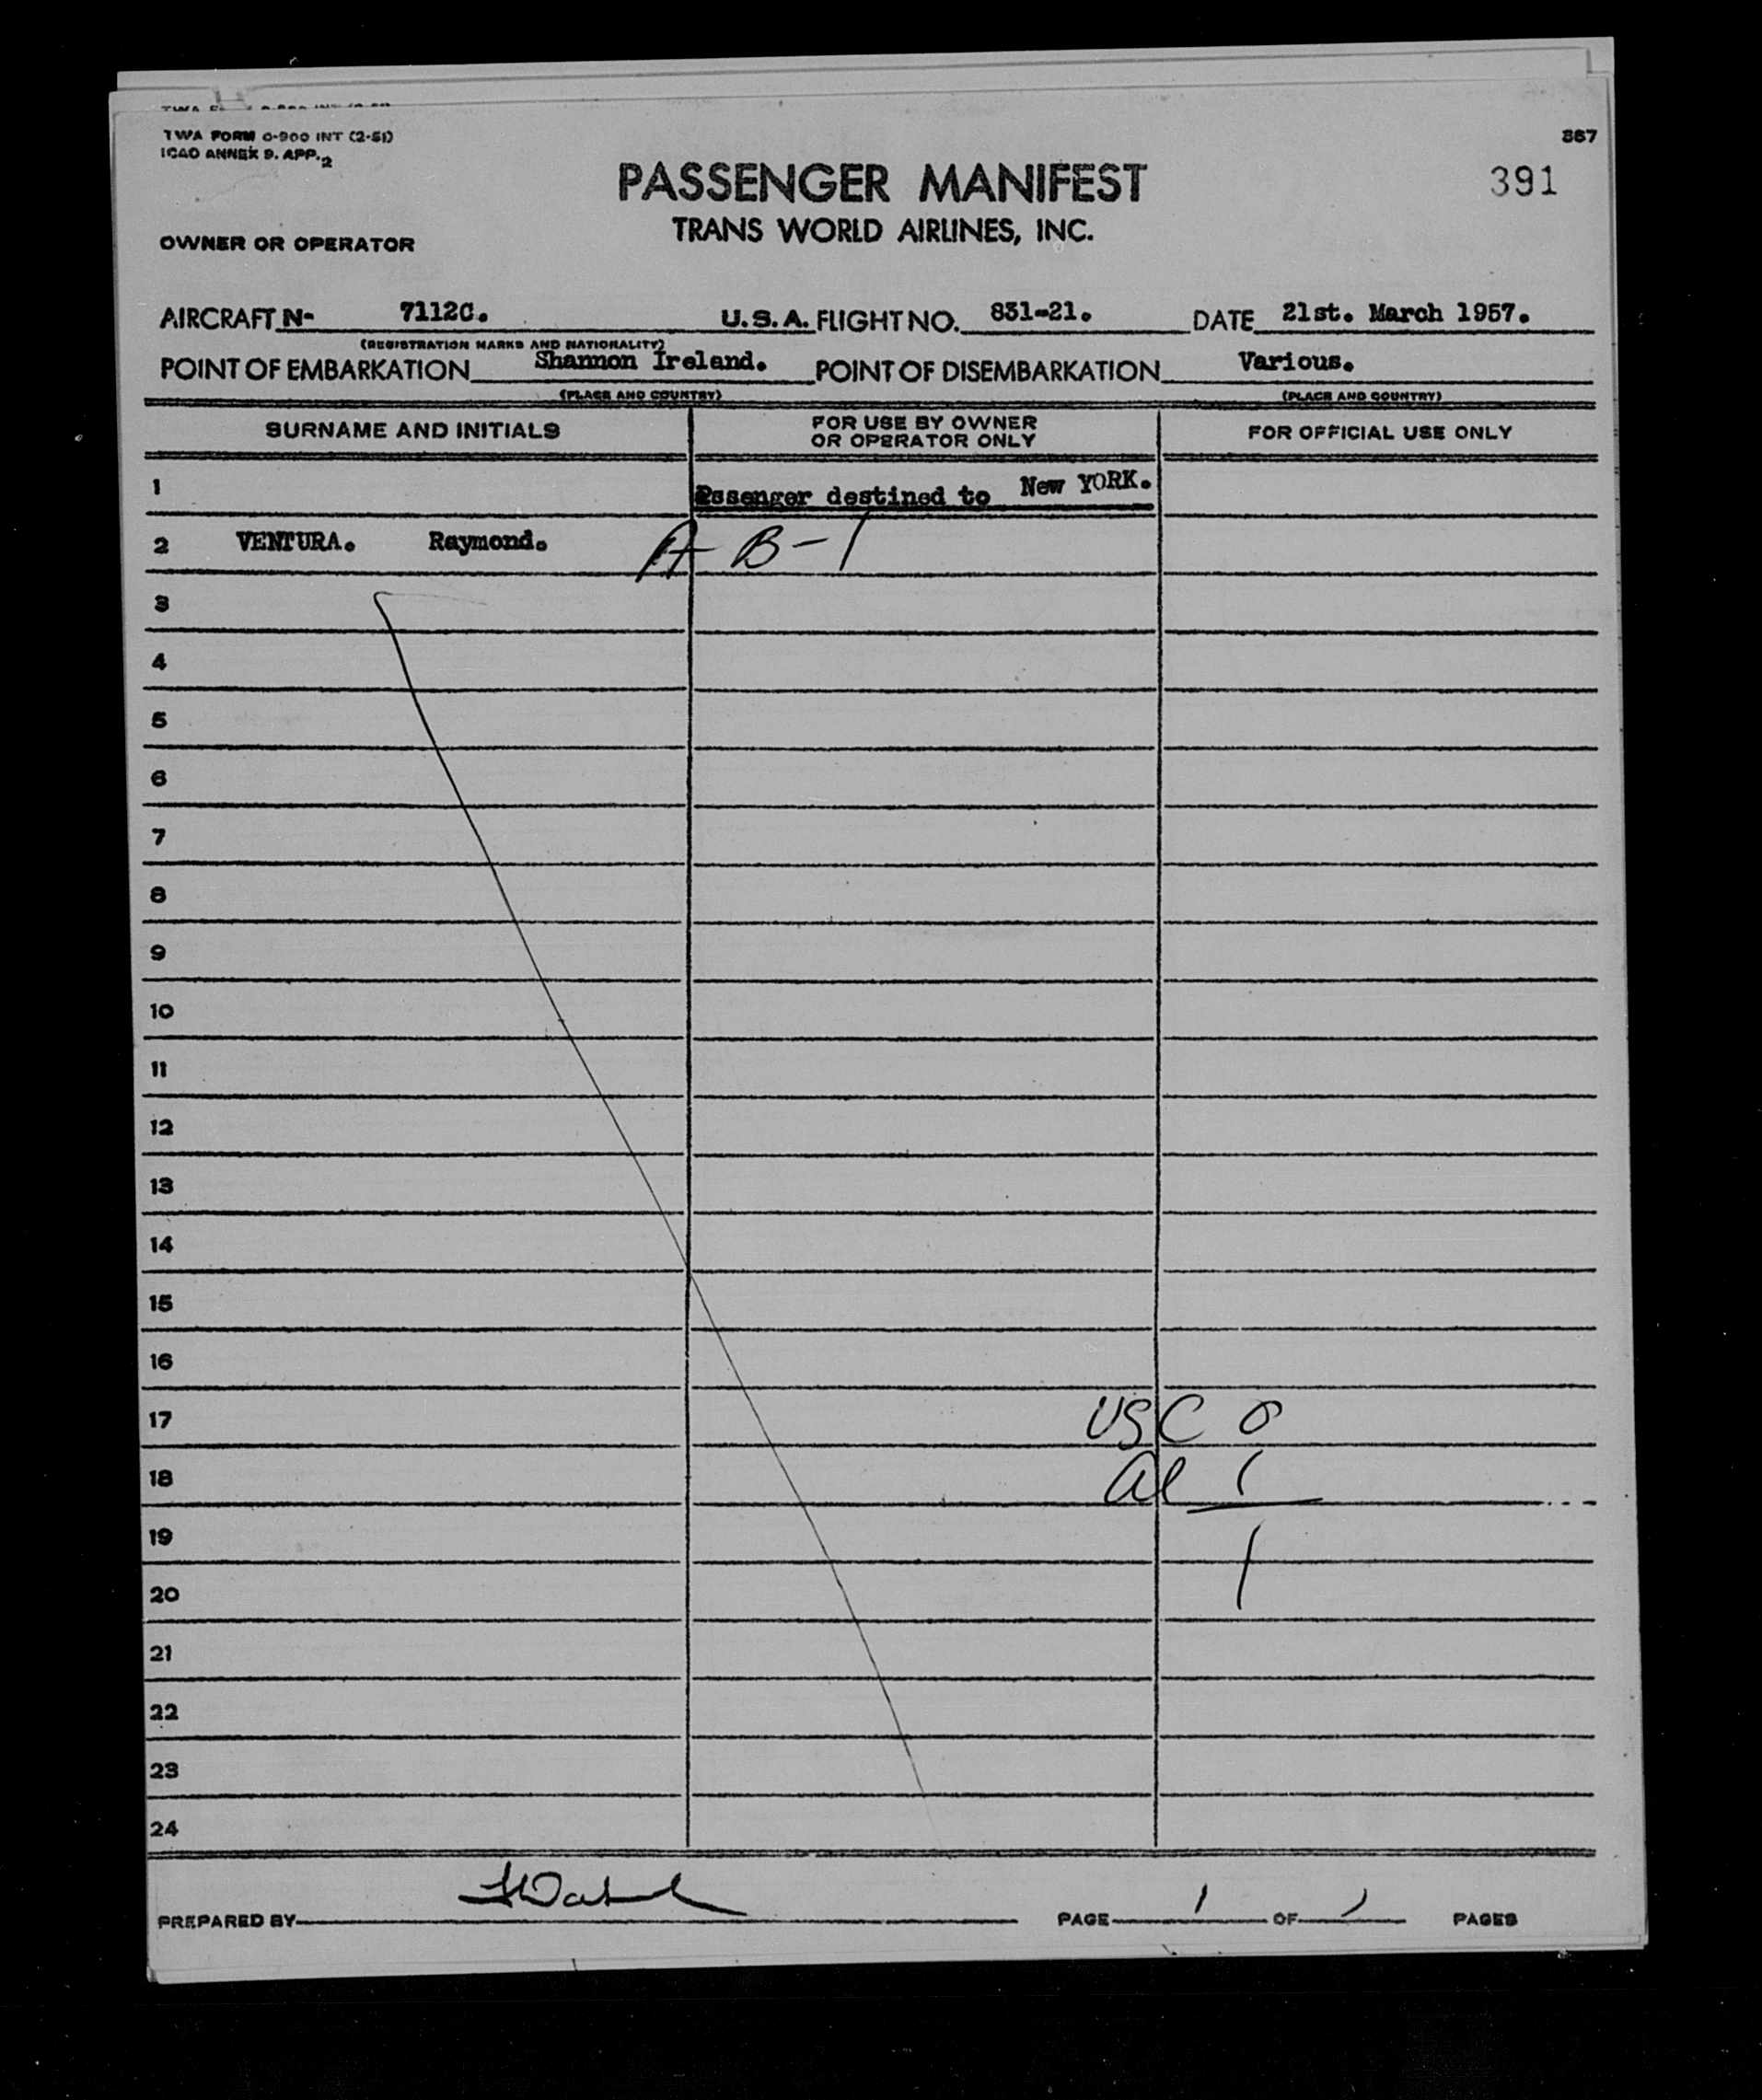 TWA FORM O-900 INT (2-51)
ICAO ANNEX 9. APP. 2
867
391
PASSENGER MANIFEST
TRANS WORLD AIRLINES, INC.
OWNER OR OPERATOR
AIRCRAFT N- 7112C. U.S.A. FLIGHT NO. 831-21. DATE 21st. March 1957.
(REGISTRATION MARKS AND NATIONALITY)
POINT OF EMBARKATION Shannon Ireland. POINT OF DISEMBARKATION Various.
(PLACE AND COUNTRY) (PLACE AND COUNTRY)
SURNAME AND INITIALS FOR USE BY OWNER OR OPERATOR ONLY FOR OFFICIAL USE ONLY
1 Pssenger destined to New YORK.
2 VENTURA. Raymond. A B-1
3
4
5
6
7
8
9
10
11
12
13
14
15
16
17 USC 0
18 al 1
19 1
20
21
22
23
24
PREPARED BY PAGE 1 OF 1 PAGES